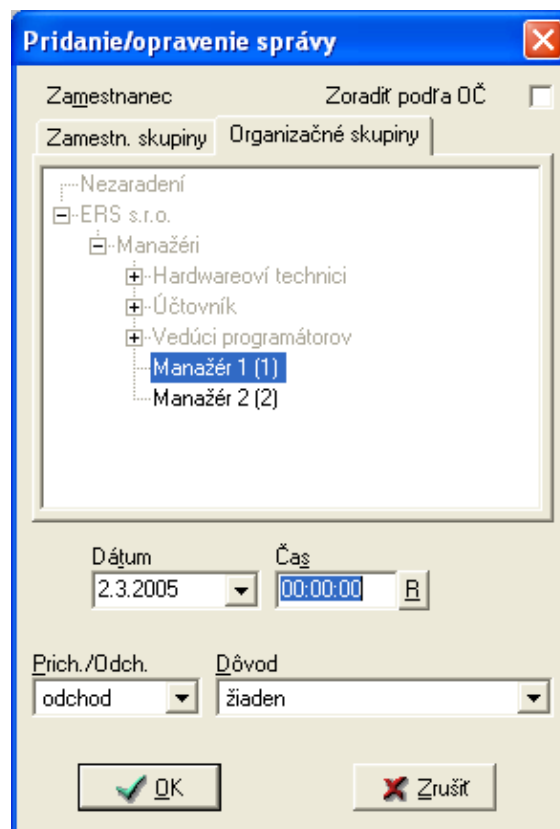 Pridanie/opravenie správy
Zamestnanec Zoradiť podľa OČ
Zamestn. skupiny Organizačné skupiny
Nezaradení
ERS s.r.o.
Manažéri
Hardwareoví technici
Účtovník
Vedúci programátorov
Manažér 1 (1)
Manažér 2 (2)
Dátum Čas
2.3.2005 00:00:00 R
Prich./Odch. Dôvod
odchod žiaden
OK Zrušiť